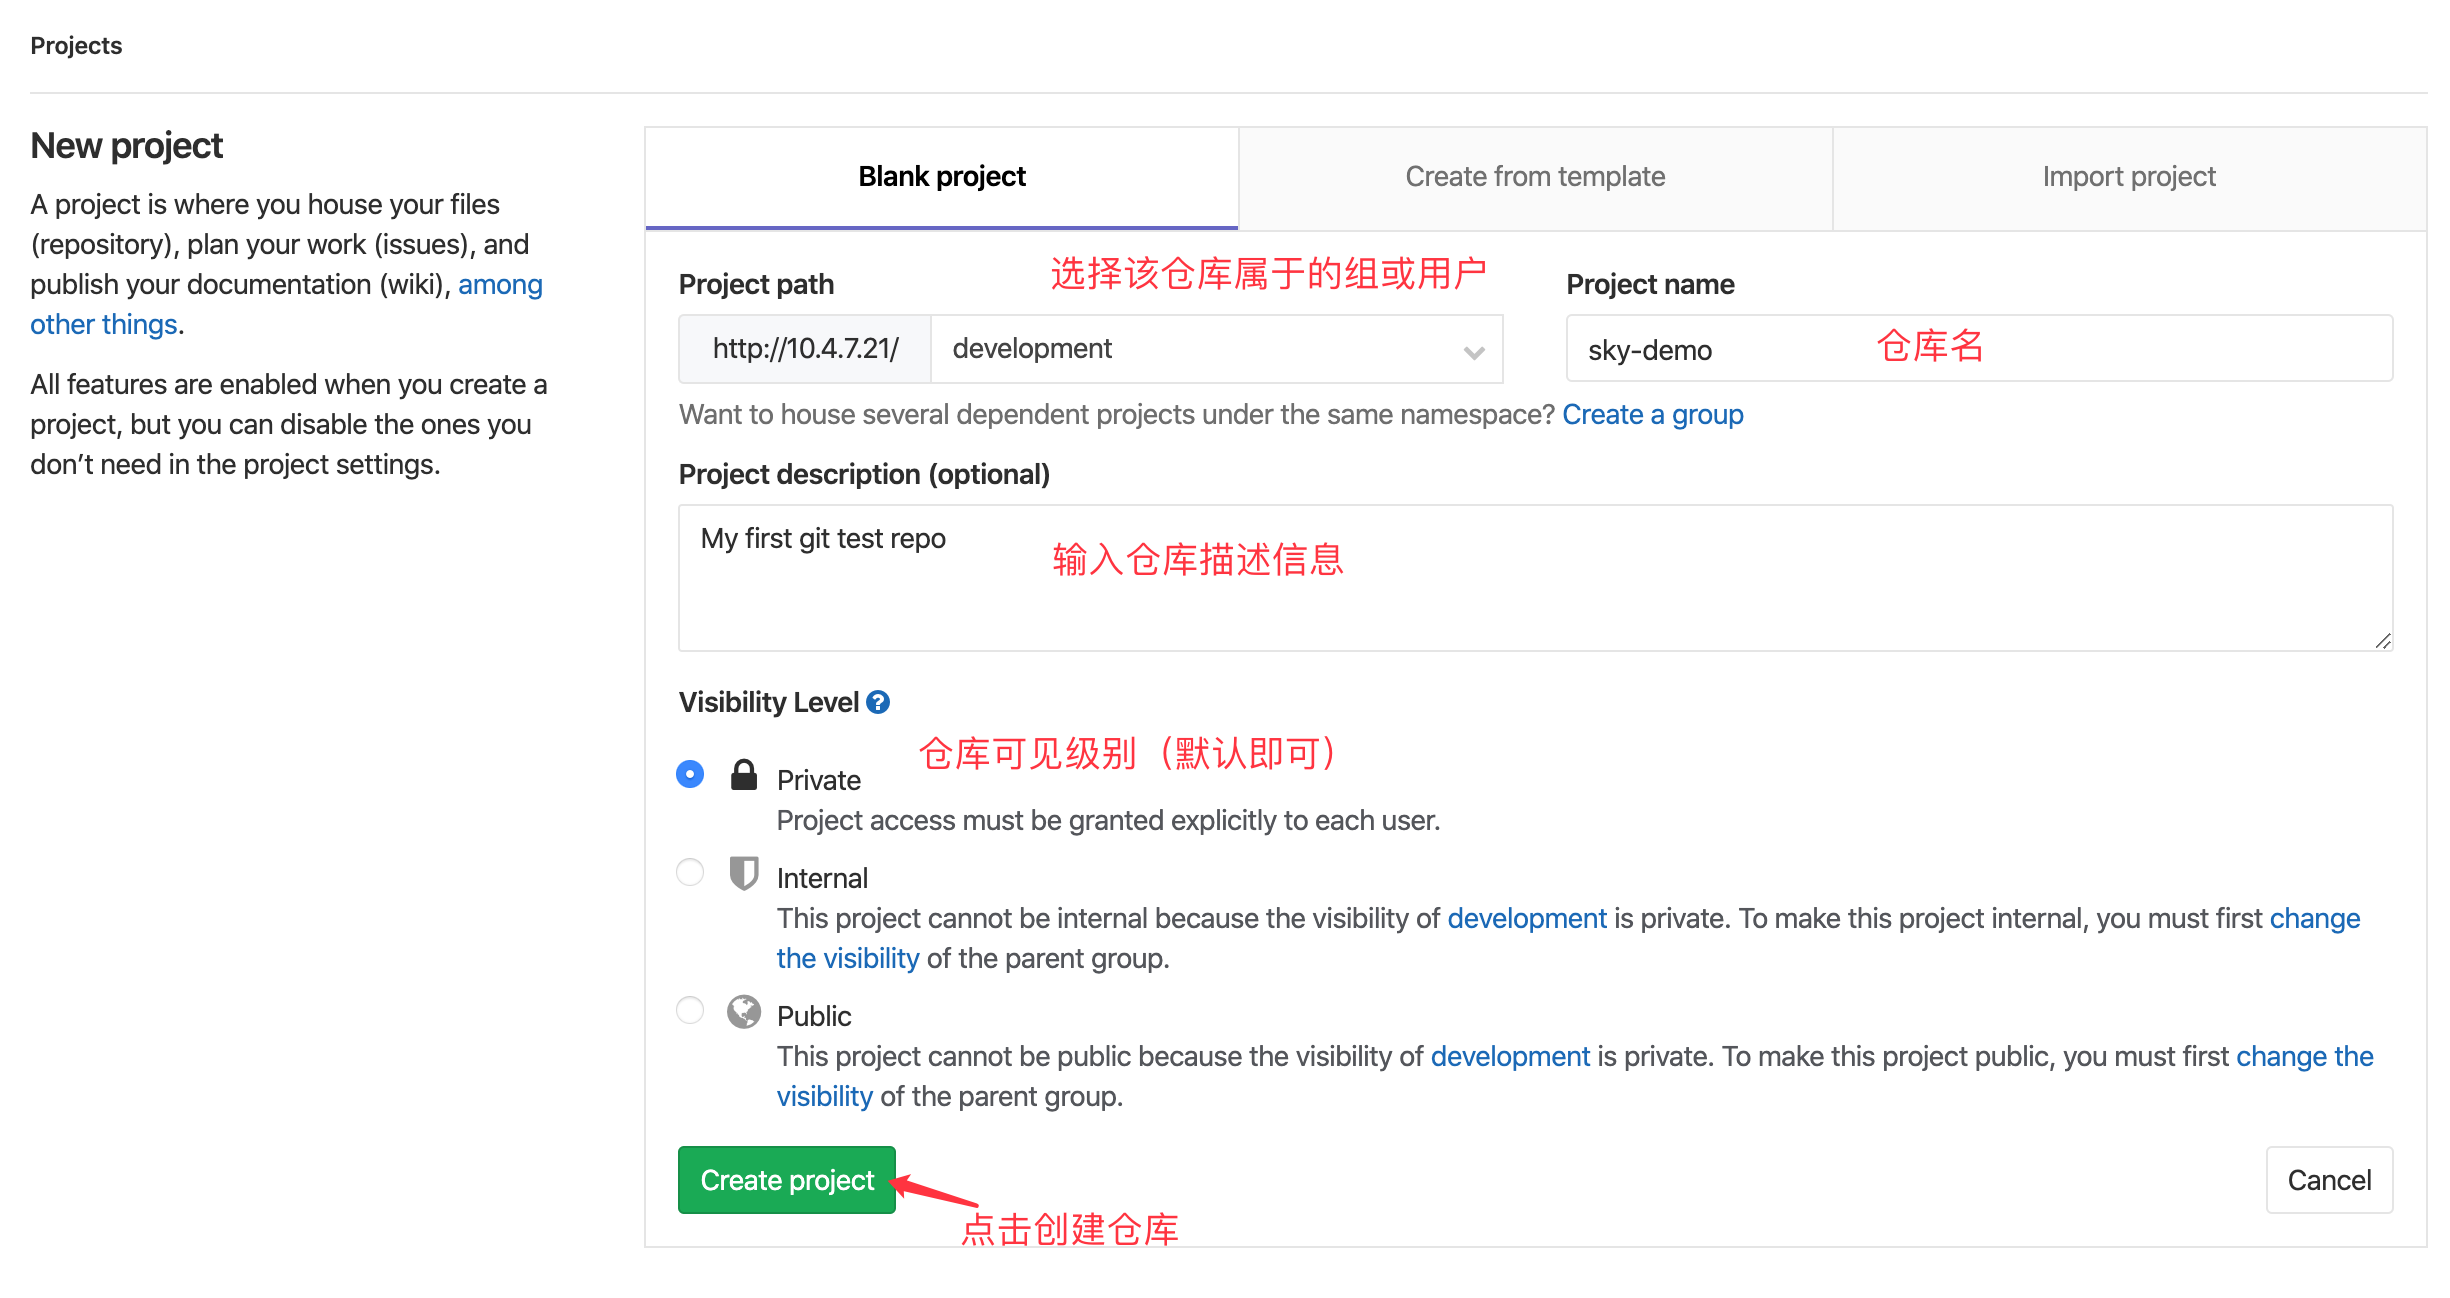 Projects
New project
A project is where you house your files
(repository), plan your work (issues), and
publish your documentation (wiki), among
other things.
All features are enabled when you create a
project, but you can disable the ones you
don’t need in the project settings.
Blank project
Create from template
Import project
Project path
选择该仓库属于的组或用户
Project name
http://10.4.7.21/
development
sky-demo
仓库名
Want to house several dependent projects under the same namespace? Create a group
Project description (optional)
My first git test repo
输入仓库描述信息
Visibility Level ?
仓库可见级别（默认即可）
Private
Project access must be granted explicitly to each user.
Internal
This project cannot be internal because the visibility of development is private. To make this project internal, you must first change
the visibility of the parent group.
Public
This project cannot be public because the visibility of development is private. To make this project public, you must first change the
visibility of the parent group.
Create project
Cancel
点击创建仓库